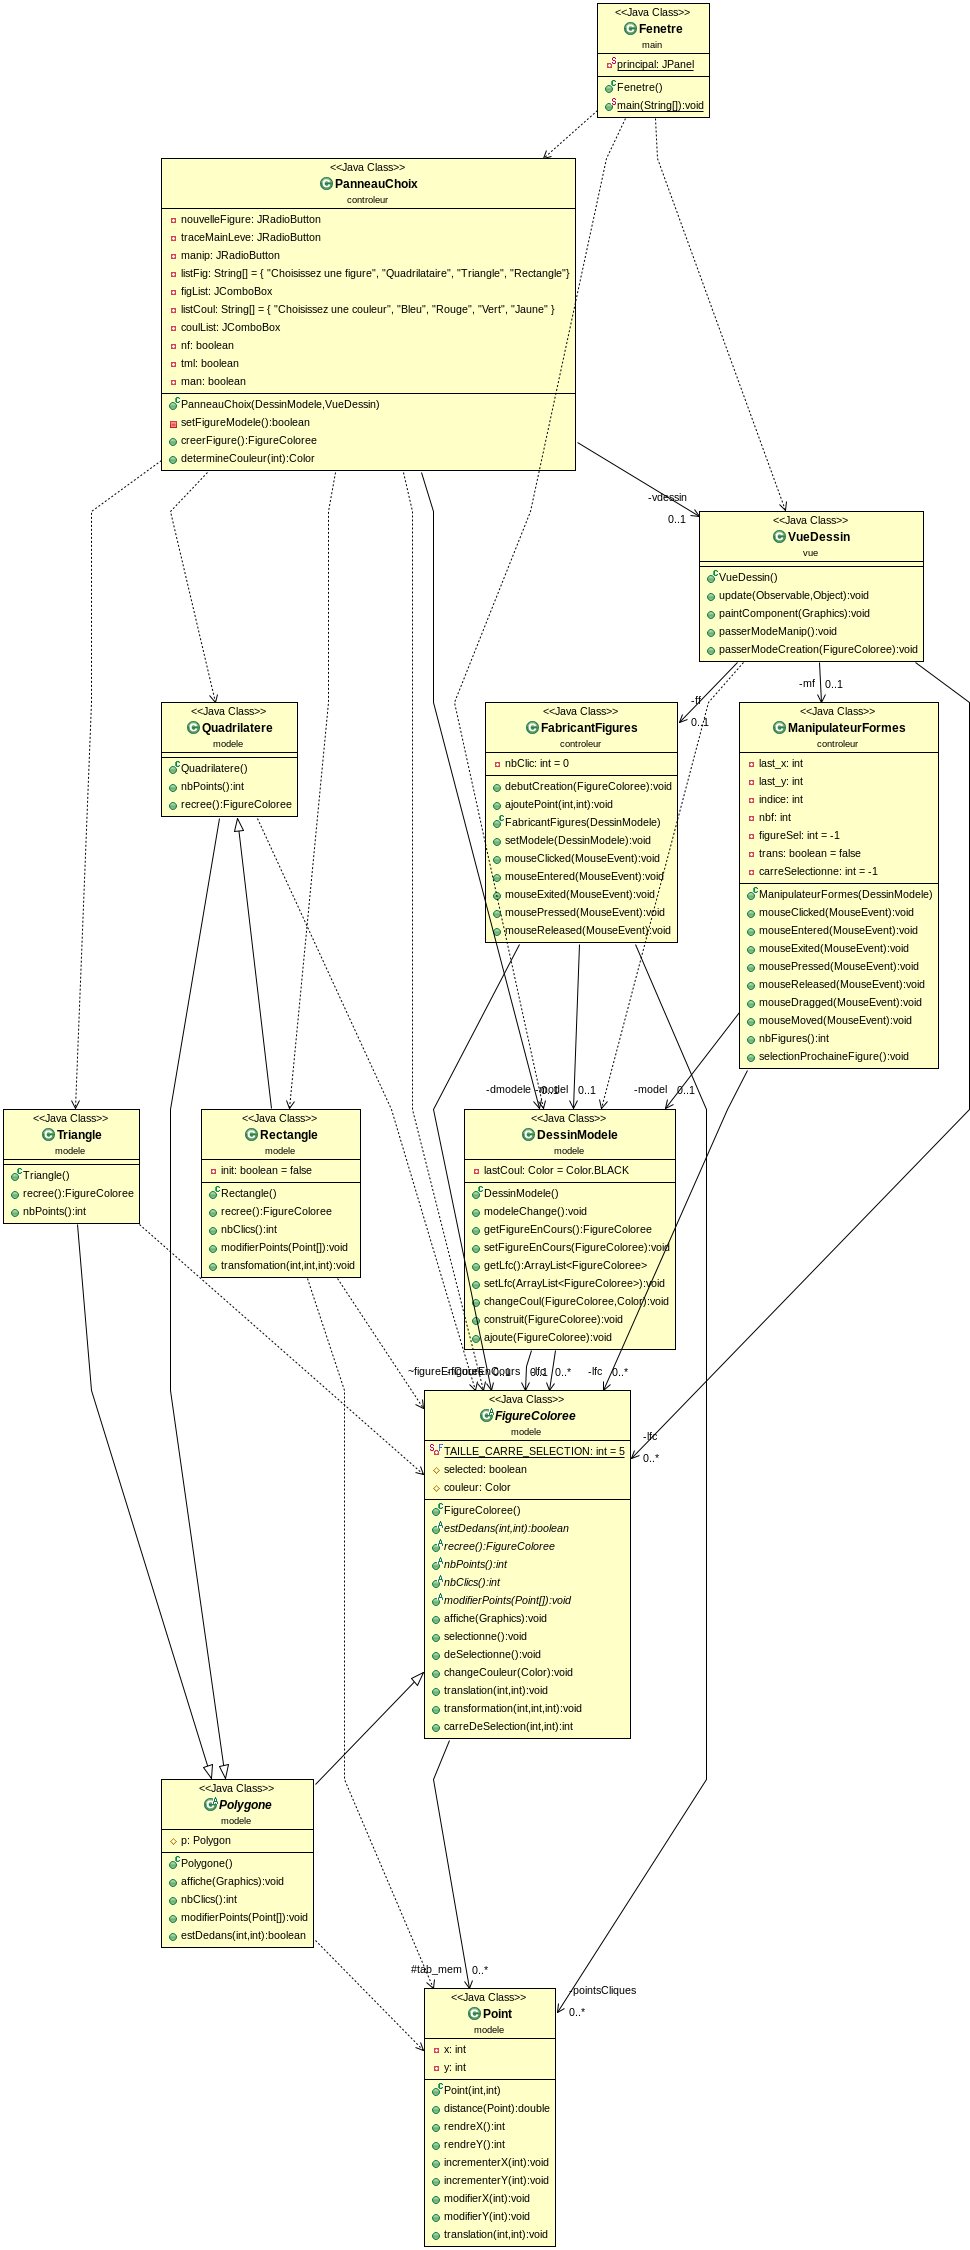 <<Java Class>>
Fenetre
main
principal: JPanel
Fenetre()
main(String[]):void
<<Java Class>>
PanneauChoix
controleur
nouvelleFigure: JRadioButton
traceMainLeve: JRadioButton
manip: JRadioButton
listFig: String[] = { "Choisissez une figure", "Quadrilataire", "Triangle", "Rectangle"}
figList: JComboBox
listCoul: String[] = { "Choisissez une couleur", "Bleu", "Rouge", "Vert", "Jaune" }
coulList: JComboBox
nf: boolean
tml: boolean
man: boolean
PanneauChoix(DessinModele,VueDessin)
setFigureModele():boolean
creerFigure():FigureColoree
determineCouleur(int):Color
-vdessin
0..1
<<Java Class>>
VueDessin
vue
VueDessin()
update(Observable,Object):void
paintComponent(Graphics):void
passerModeManip():void
passerModeCreation(FigureColoree):void
-ff
0..1
-mf
0..1
<<Java Class>>
Quadrilatere
modele
Quadrilatere()
nbPoints():int
recree():FigureColoree
<<Java Class>>
FabricantFigures
controleur
nbClic: int = 0
debutCreation(FigureColoree):void
ajoutePoint(int,int):void
FabricantFigures(DessinModele)
setModele(DessinModele):void
mouseClicked(MouseEvent):void
mouseEntered(MouseEvent):void
mouseExited(MouseEvent):void
mousePressed(MouseEvent):void
mouseReleased(MouseEvent):void
<<Java Class>>
ManipulateurFormes
controleur
last_x: int
last_y: int
indice: int
nbf: int
figureSel: int = -1
trans: boolean = false
carreSelectionne: int = -1
ManipulateurFormes(DessinModele)
mouseClicked(MouseEvent):void
mouseEntered(MouseEvent):void
mouseExited(MouseEvent):void
mousePressed(MouseEvent):void
mouseReleased(MouseEvent):void
mouseDragged(MouseEvent):void
mouseMoved(MouseEvent):void
nbFigures():int
selectionProchaineFigure():void
-dmodele
0..1
-model
0..1
-model
0..1
<<Java Class>>
Triangle
modele
Triangle()
recree():FigureColoree
nbPoints():int
<<Java Class>>
Rectangle
modele
init: boolean = false
Rectangle()
recree():FigureColoree
nbClics():int
modifierPoints(Point[]):void
transfomation(int,int,int):void
<<Java Class>>
DessinModele
modele
lastCoul: Color = Color.BLACK
DessinModele()
modeleChange():void
getFigureEnCours():FigureColoree
setFigureEnCours(FigureColoree):void
getLfc():ArrayList<FigureColoree>
setLfc(ArrayList<FigureColoree>):void
changeCoul(FigureColoree,Color):void
construit(FigureColoree):void
ajoute(FigureColoree):void
0..1
-lfc
0..1
0..*
-lfc
0..*
-lfc
0..*
<<Java Class>>
FigureColoree
modele
TAILLE_CARRE_SELECTION: int = 5
selected: boolean
couleur: Color
FigureColoree()
estDedans(int,int):boolean
recree():FigureColoree
nbPoints():int
nbClics():int
modifierPoints(Point[]):void
affiche(Graphics):void
selectionne():void
deSelectionne():void
changeCouleur(Color):void
translation(int,int):void
transformation(int,int,int):void
carreDeSelection(int,int):int
<<Java Class>>
Polygone
modele
p: Polygon
Polygone()
affiche(Graphics):void
nbClics():int
modifierPoints(Point[]):void
estDedans(int,int):boolean
#tab_mem
0..*
-pointsCliques
0..*
<<Java Class>>
Point
modele
x: int
y: int
Point(int,int)
distance(Point):double
rendreX():int
rendreY():int
incrementerX(int):void
incrementerY(int):void
modifierX(int):void
modifierY(int):void
translation(int,int):void